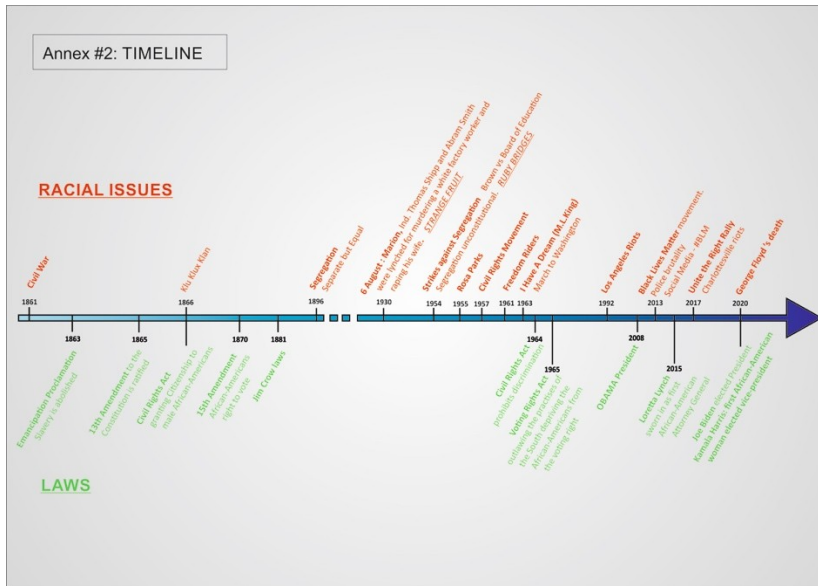 Annex #2: TIMELINE
RACIAL ISSUES
Civil War
Klu Klux Klan
Segregation
Separate but Equal
6 August : Marion, Ind. Thomas Shipp and Abram Smith
were lynched for murdering a white factory worker and
raping his wife. STRANGE FRUIT
Strikes against Segregation Brown vs Board of Education
Segregation unconstitutional. RUBY BRIDGES
Rosa Parks
Civil Rights Movement
Freedom Riders
I Have A Dream (M.L.King)
March to Washington
Los Angeles Riots
Black Lives Matter movement.
Police brutality
Social Media - #BLM
Unite the Right Rally
Charlottesville riots
George Floyd 's death
1861
1866
1896
1930
1954
1955
1957
1961
1963
1992
2013
2017
2020
1863
1865
1870
1881
1964
1965
2008
2015
Emancipation Proclamation
Slavery is abolished
13th Amendment to the
Constitution is ratified
Civil Rights Act
granting Citizenship to
male African-Americans
15th Amendment
African-Americans
right to vote
Jim Crow laws
Civil Rights Act
prohibits discrimination
Voting Rights Act
outlawing the practises of
the South depriving the
African-Americans from
the voting right
OBAMA President
Loretta Lynch
sworn in as first
African-American
Attorney General
Joe Biden elected President
Kamala Harris: first African-American
woman elected vice-president
LAWS